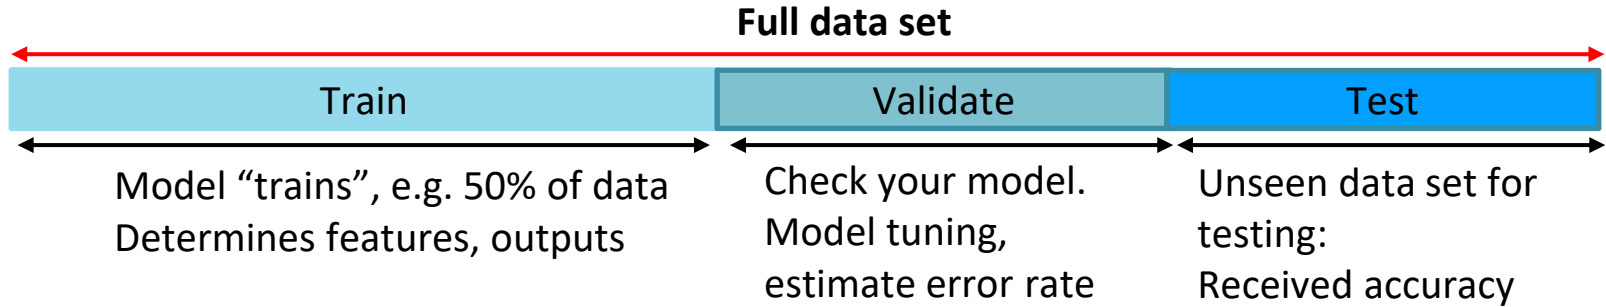 Full data set
Train
Validate
Test
Model “trains”, e.g. 50% of data
Determines features, outputs
Check your model.
Model tuning,
estimate error rate
Unseen data set for
testing:
Received accuracy